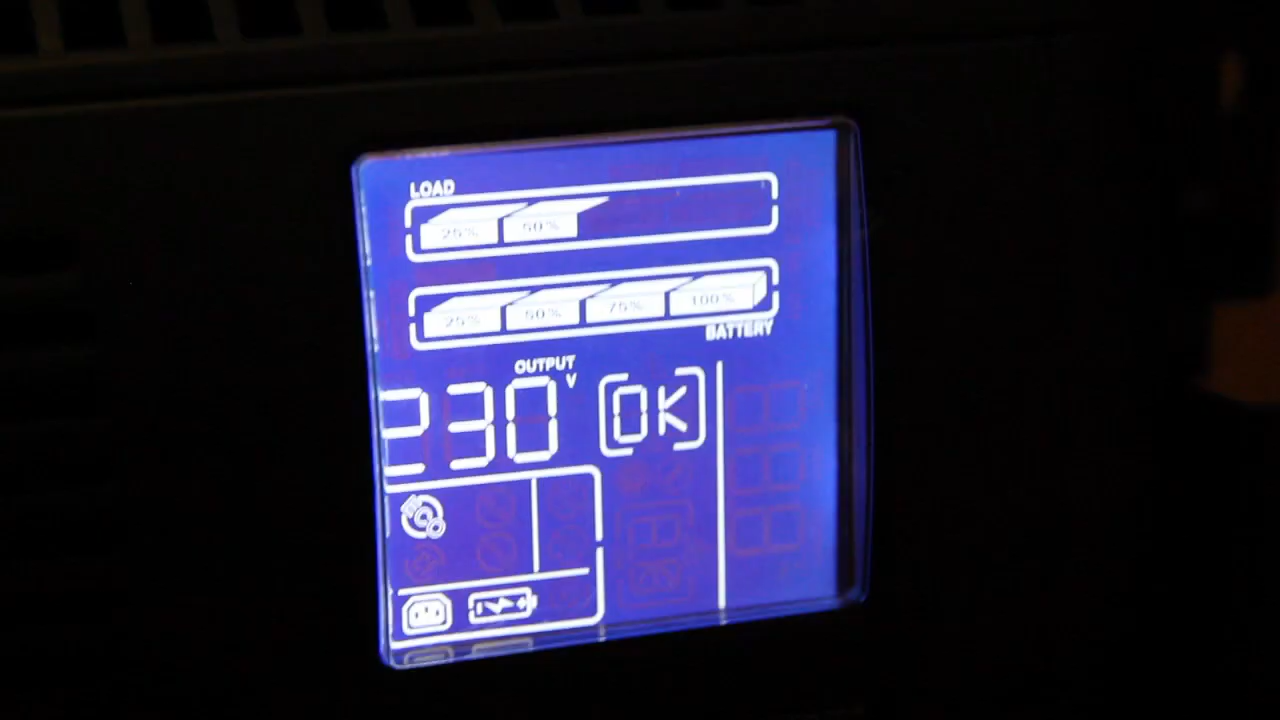 LOAD
25% 50%
25% 50% 75% 100%
BATTERY
OUTPUT
230 V [OK]